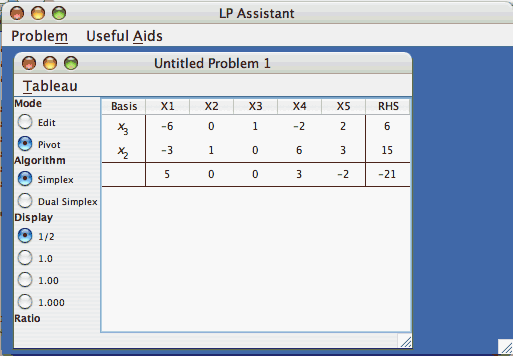 LP Assistant
Problem Useful Aids
Untitled Problem 1
Tableau
Mode
Edit
Pivot
Algorithm
Simplex
Dual Simplex
Display
1/2
1.0
1.00
1.000
Ratio
Basis X1 X2 X3 X4 X5 RHS
x3 -6 0 1 -2 2 6
x2 -3 1 0 6 3 15
5 0 0 3 -2 -21